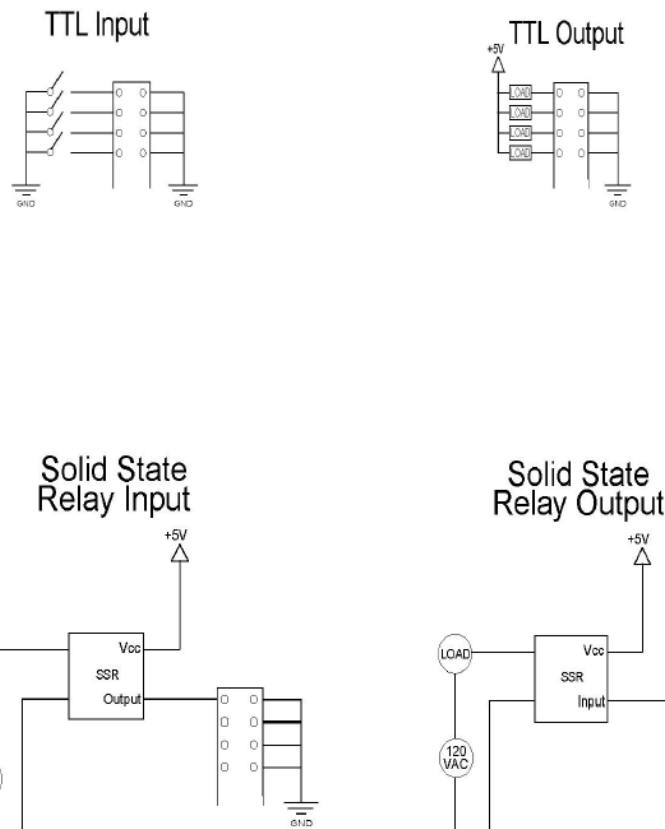 TTL Input
GND
GND
TTL Output
+5V
LOAD
LOAD
LOAD
LOAD
GND
Solid State
Relay Input
+5V
Vcc
SSR
Output
GND
Solid State
Relay Output
+5V
LOAD
Vcc
SSR
Input
120
VAC